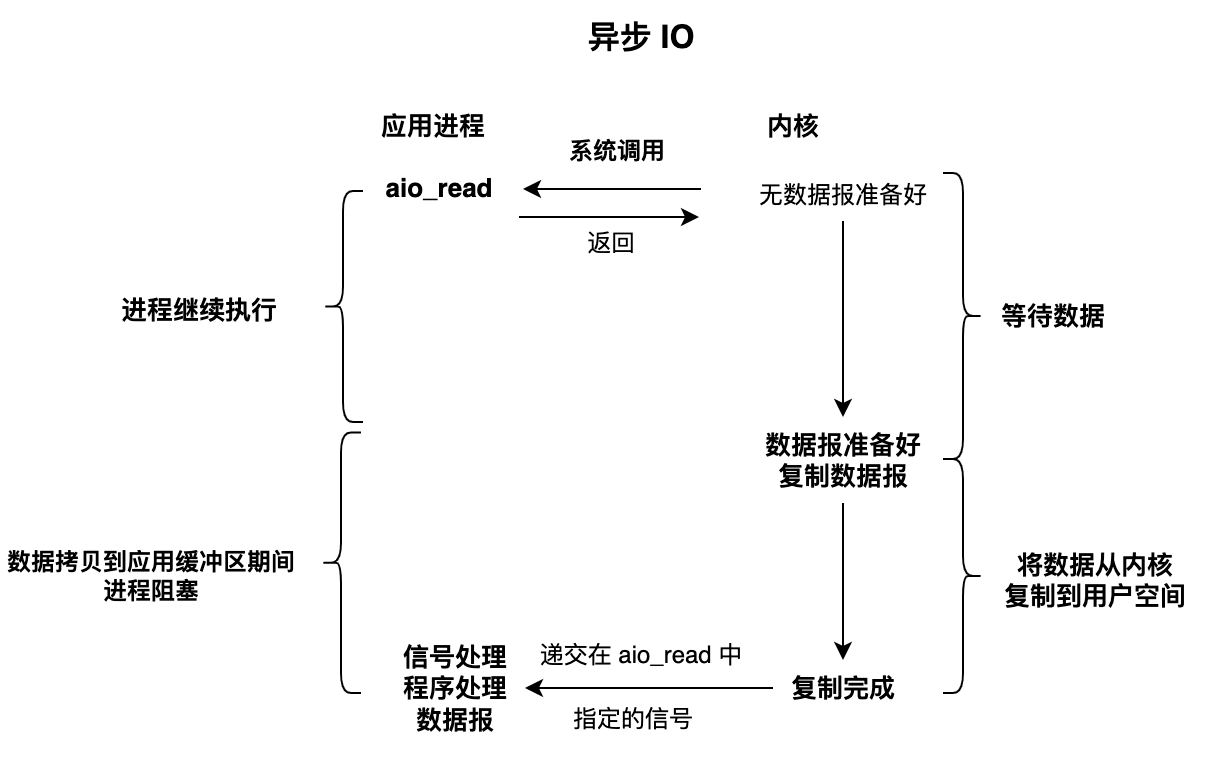 异步 IO
应用进程
内核
系统调用
aio_read
无数据报准备好
返回
进程继续执行
等待数据
数据报准备好
复制数据报
数据拷贝到应用缓冲区期间
进程阻塞
将数据从内核
复制到用户空间
信号处理
程序处理
数据报
递交在 aio_read 中
指定的信号
复制完成